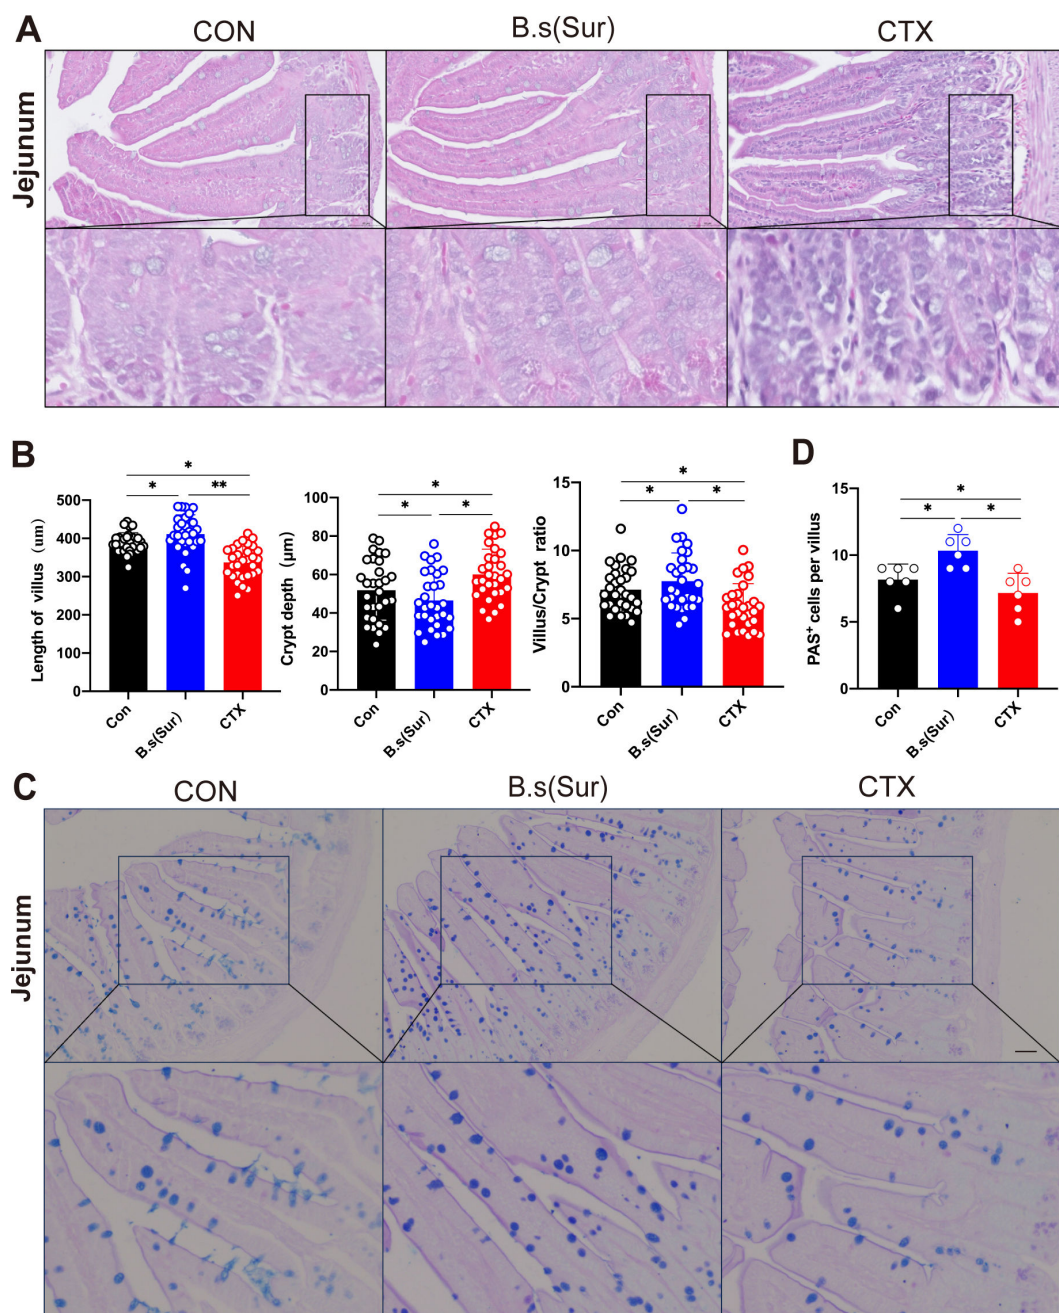 A
CON
B.s(Sur)
CTX
Jejunum
B
Length of villus (um)
500
400
300
200
100
0
*
*
**
Con
B.s(Sur)
CTX
Crypt depth (μm)
100
80
60
40
20
0
*
*
*
Con
B.s(Sur)
CTX
Villus/Crypt ratio
15
10
5
0
*
*
*
Con
B.s(Sur)
CTX
D
PAS+ cells per villus
15
10
5
0
*
*
*
Con
B.s(Sur)
CTX
C
CON
B.s(Sur)
CTX
Jejunum